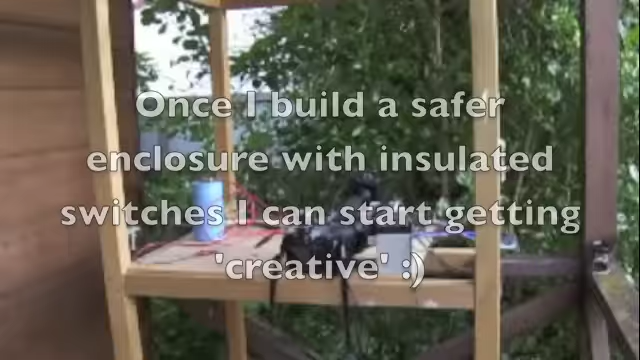 Once I build a safer
enclosure with insulated
switches I can start getting
'creative' :)